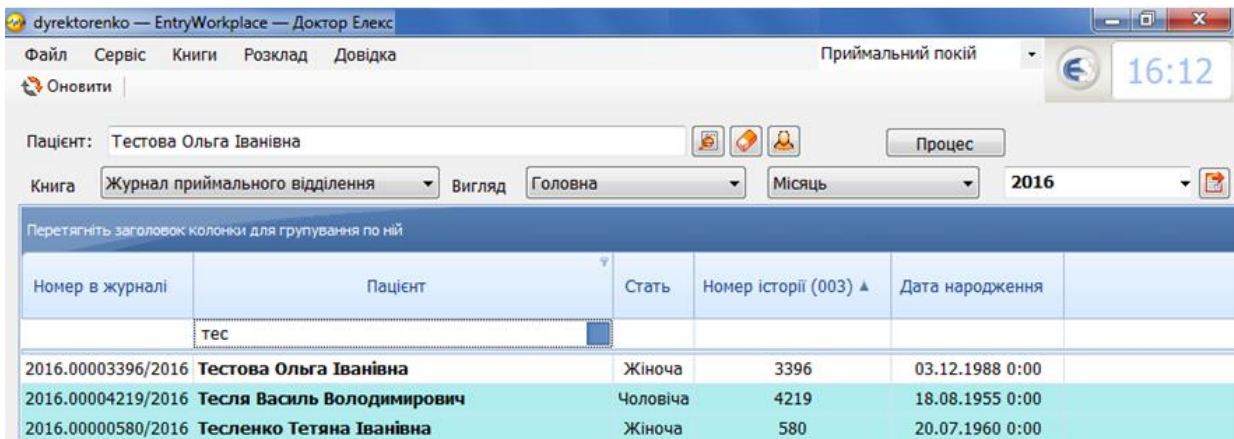 dyrektorenko — EntryWorkplace — Доктор Елекс
Файл Сервіс Книги Розклад Довідка Приймальний покій 16:12
Оновити
Пацієнт: Тестова Ольга Іванівна Процес
Книга Журнал приймального відділення Вигляд Головна Місяць 2016
Перетягніть заголовок колонки для групування по ній
Номер в журналі Пацієнт Стать Номер історії (003) Дата народження
тес
2016.00003396/2016 Тестова Ольга Іванівна Жіноча 3396 03.12.1988 0:00
2016.00004219/2016 Тесля Василь Володимирович Чоловіча 4219 18.08.1955 0:00
2016.00000580/2016 Тесленко Тетяна Іванівна Жіноча 580 20.07.1960 0:00